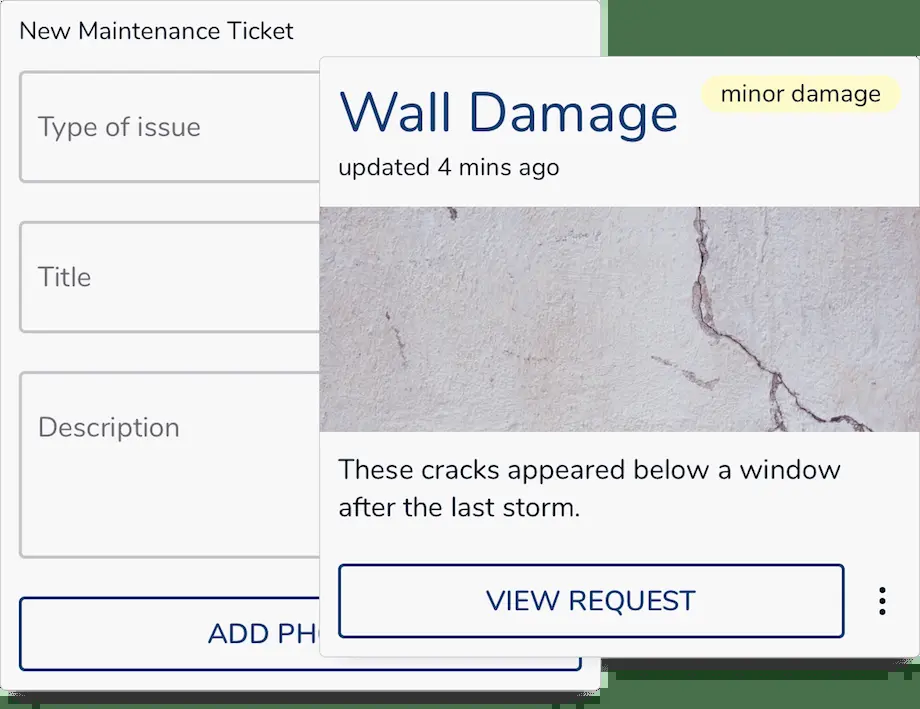 New Maintenance Ticket
Type of issue
Title
Description
ADD PH
Wall Damage
minor damage
updated 4 mins ago
These cracks appeared below a window
after the last storm.
VIEW REQUEST